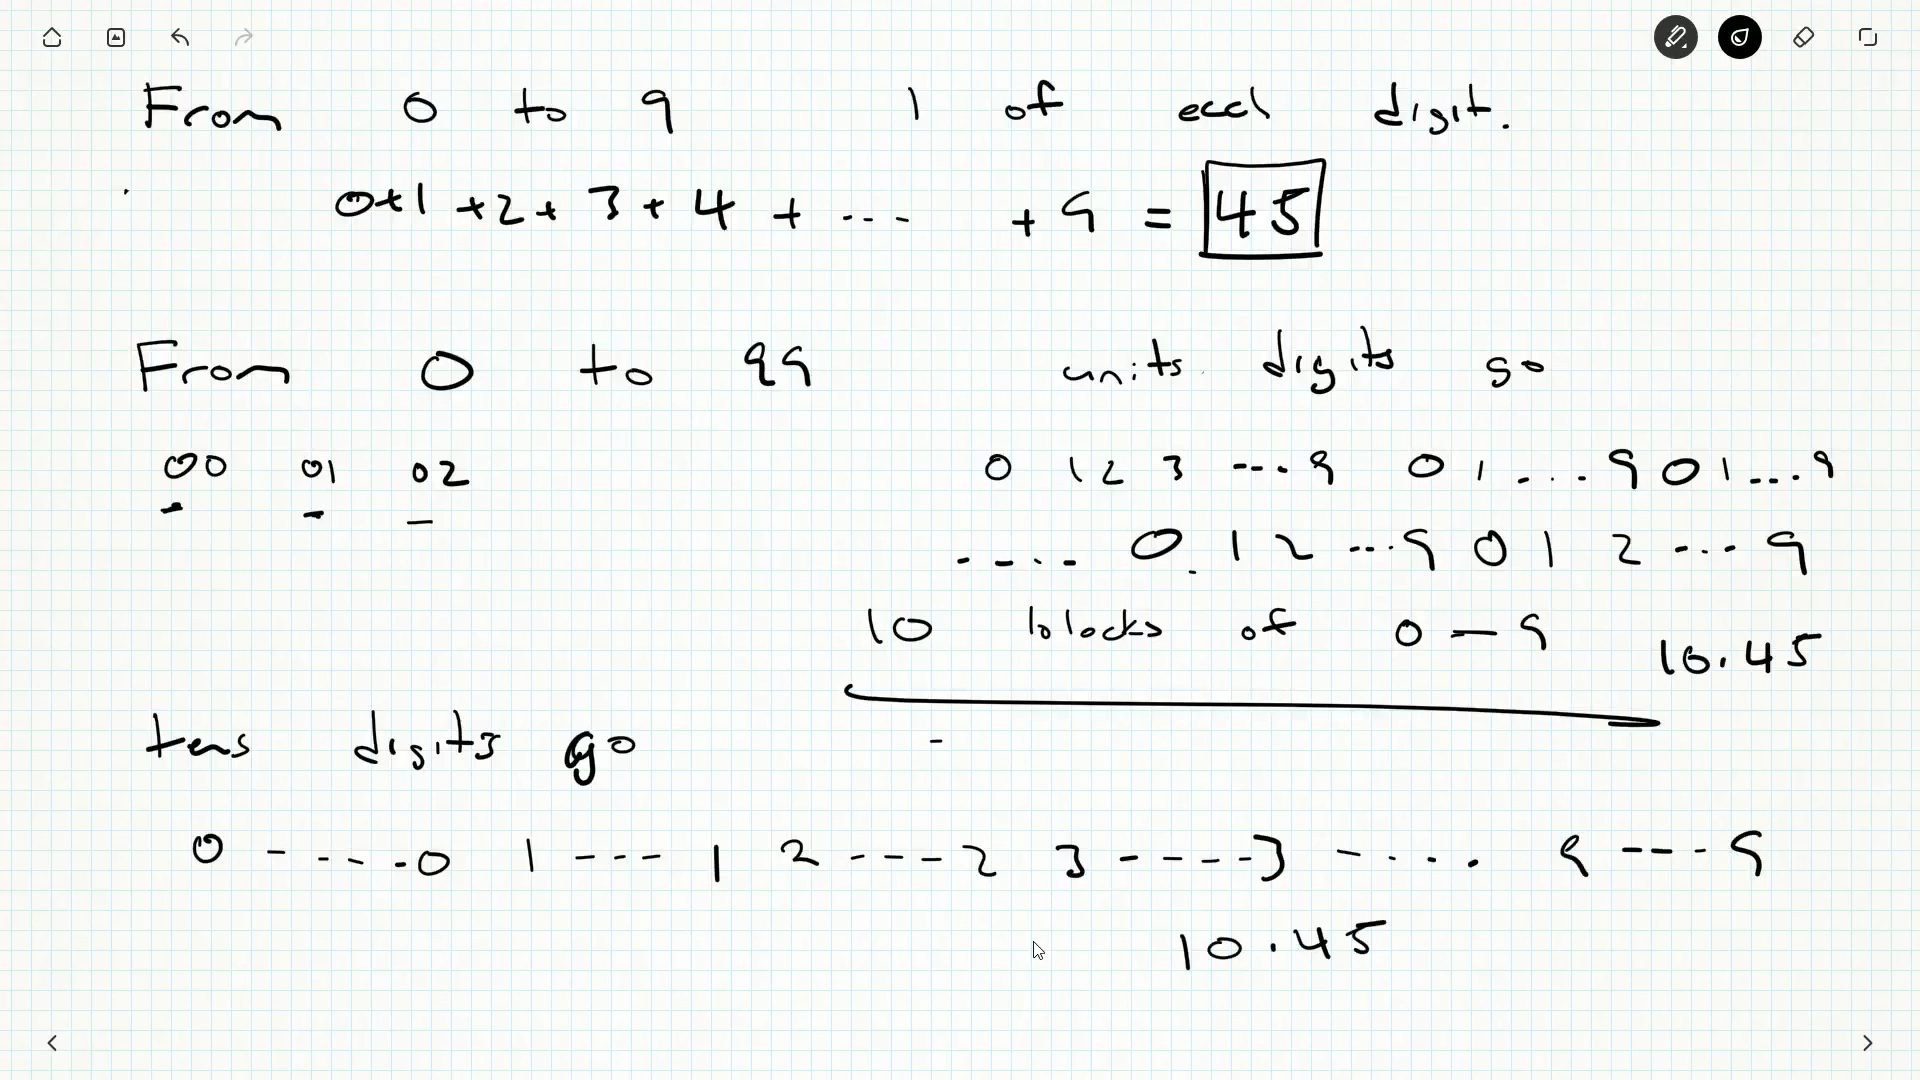 From 0 to 9 1 of each digit.
0+1+2+3+4+... +9 = 45
From 0 to 99 units digits go
00 01 02
0 1 2 3 ---. 9 0 1 ... 9 0 1 ... 9
.... 0 1 2 ... 9 0 1 2 ... 9
10 blocks of 0 — 9 10.45
tens digits go
0 ---- 0 1 --- 1 2 ---- 2 3 ---- 3 - .... 9 ---- 9
10.45